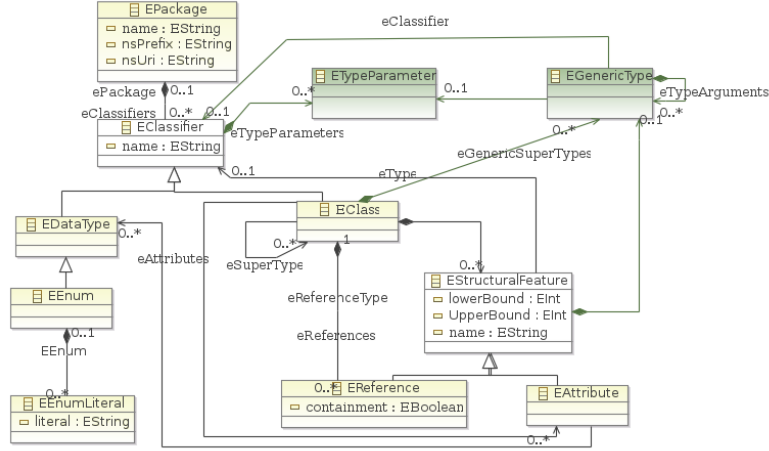 EPackage
name : EString
nsPrefix : EString
nsUri : EString
eClassifier
ePackage
0..1
eClassifiers
0..*
0..1
EClassifier
name : EString
ETypeParameter
0..*
0..1
eTypeParameters
EGenericType
eTypeArguments
0..*
0..1
0..*
eGenericSuperTypes
eType
0..1
EDataType
0..*
eAttributes
EClass
0..*
1
eSuperType
eReferenceType
eReferences
0..*
EStructuralFeature
lowerBound : EInt
UpperBound : EInt
name : EString
EEnum
0..1
EEnum
0..*
EEnumLiteral
literal : EString
0..*
EReference
containment : EBoolean
EAttribute
0..*